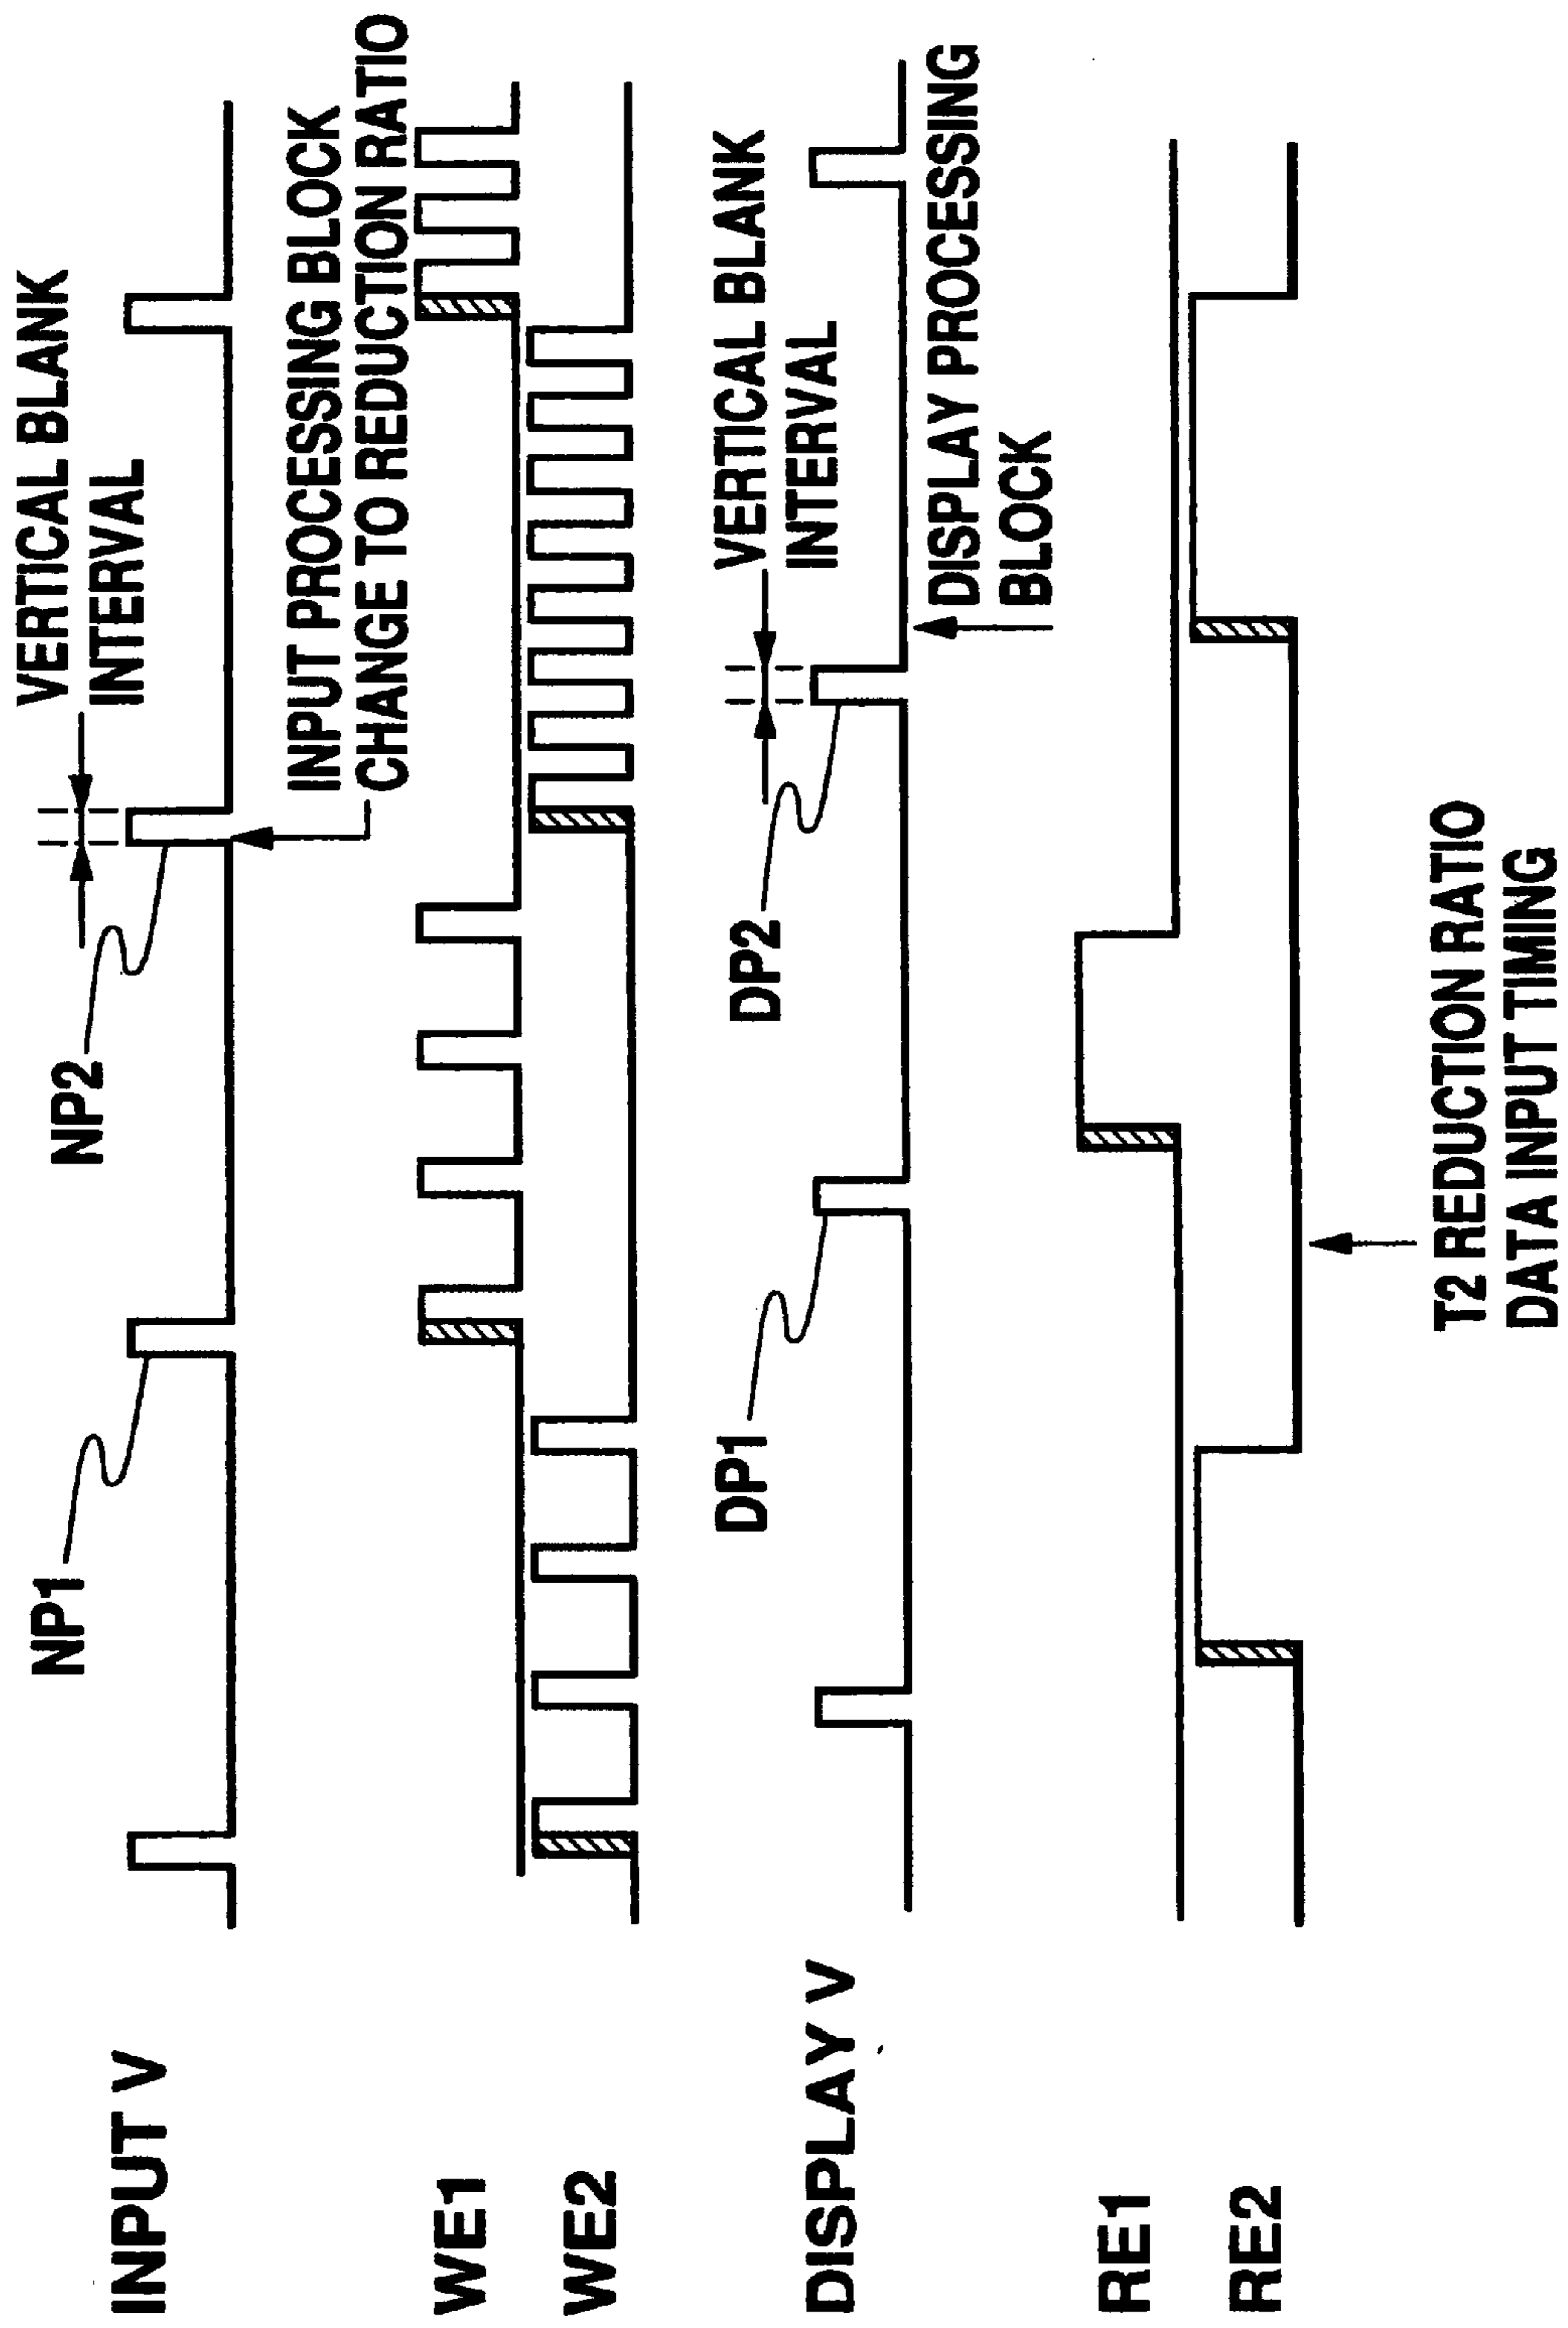 INPUT V
NP1
NP2
VERTICAL BLANK
INTERVAL
INPUT PROCESSING BLOCK
CHANGE TO REDUCTION RATIO
WE1
WE2
DISPLAY V
DP1
DP2
VERTICAL BLANK
INTERVAL
DISPLAY PROCESSING
BLOCK
RE1
RE2
T2 REDUCTION RATIO
DATA INPUT TIMING